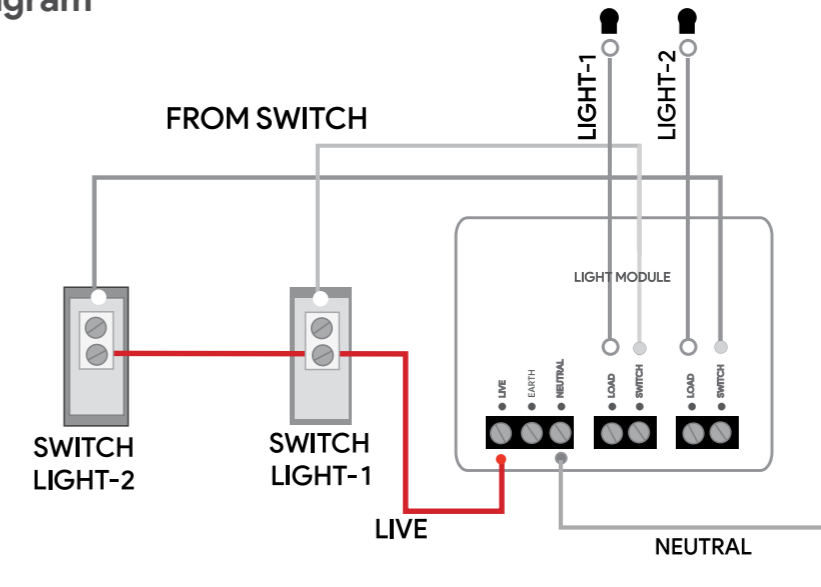 LIGHT-1
LIGHT-2
FROM SWITCH
LIGHT MODULE
LIVE
EARTH
NEUTRAL
LOAD
SWITCH
LOAD
SWITCH
SWITCH
LIGHT-2
SWITCH
LIGHT-1
LIVE
NEUTRAL